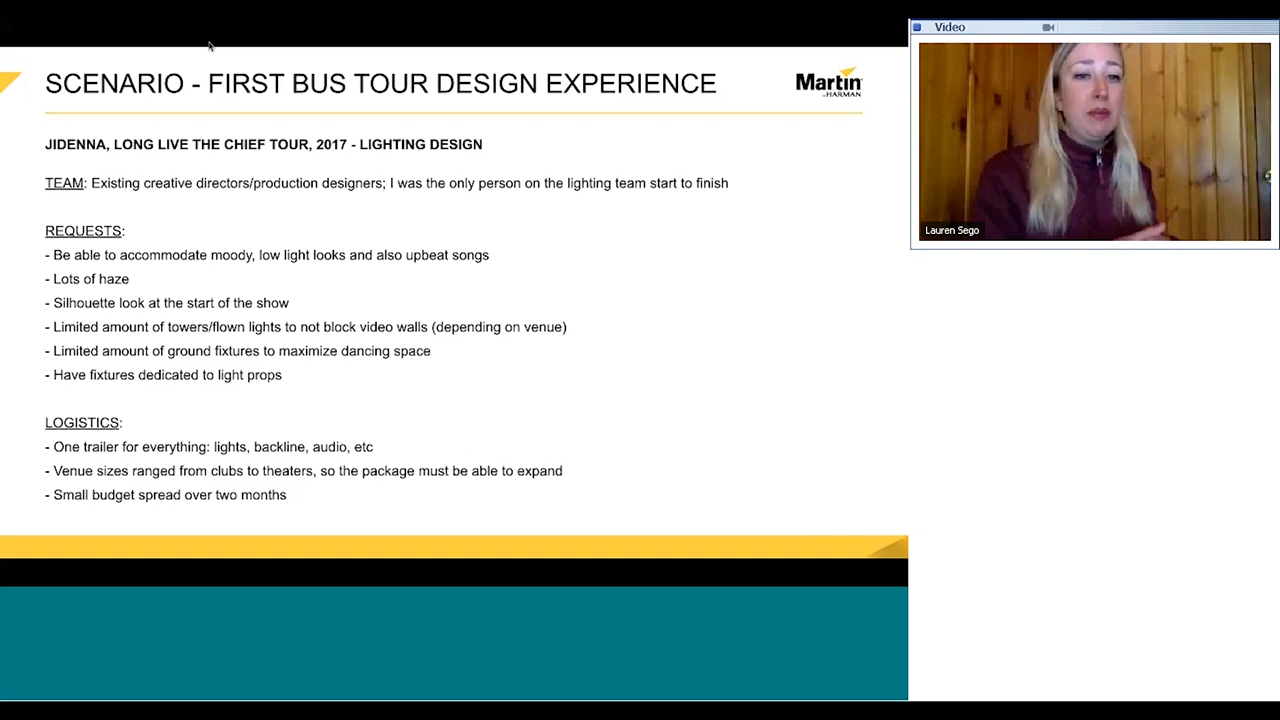 Video
SCENARIO - FIRST BUS TOUR DESIGN EXPERIENCE
Martin
by HARMAN
JIDENNA, LONG LIVE THE CHIEF TOUR, 2017 - LIGHTING DESIGN
TEAM: Existing creative directors/production designers; I was the only person on the lighting team start to finish
REQUESTS:
- Be able to accommodate moody, low light looks and also upbeat songs
- Lots of haze
- Silhouette look at the start of the show
- Limited amount of towers/flown lights to not block video walls (depending on venue)
- Limited amount of ground fixtures to maximize dancing space
- Have fixtures dedicated to light props
LOGISTICS:
- One trailer for everything: lights, backline, audio, etc
- Venue sizes ranged from clubs to theaters, so the package must be able to expand
- Small budget spread over two months
Lauren Sego